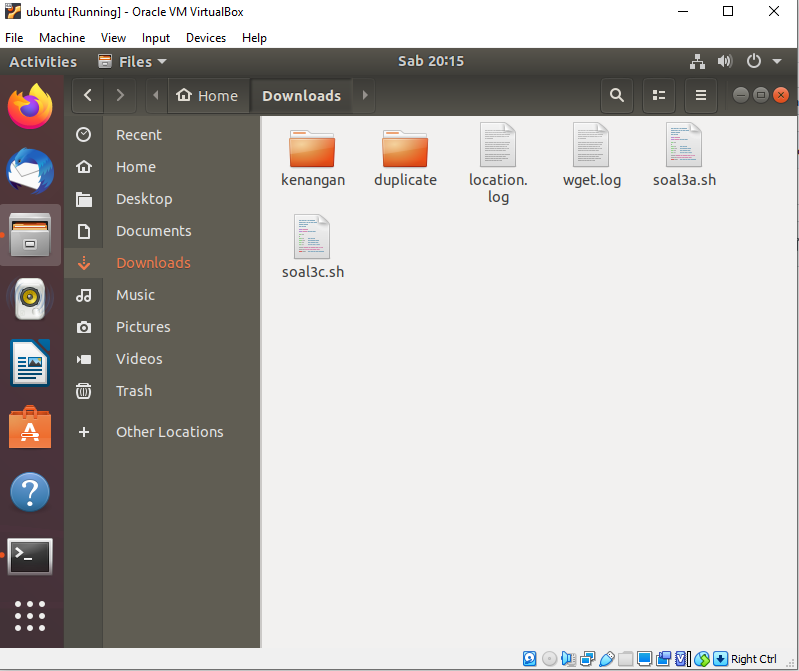 ubuntu [Running] - Oracle VM VirtualBox
File Machine View Input Devices Help
Activities Files Sab 20:15
Home Downloads
Recent
Home
Desktop
Documents
Downloads
Music
Pictures
Videos
Trash
Other Locations
kenangan duplicate location. wget.log soal3a.sh
log
soal3c.sh
Right Ctrl